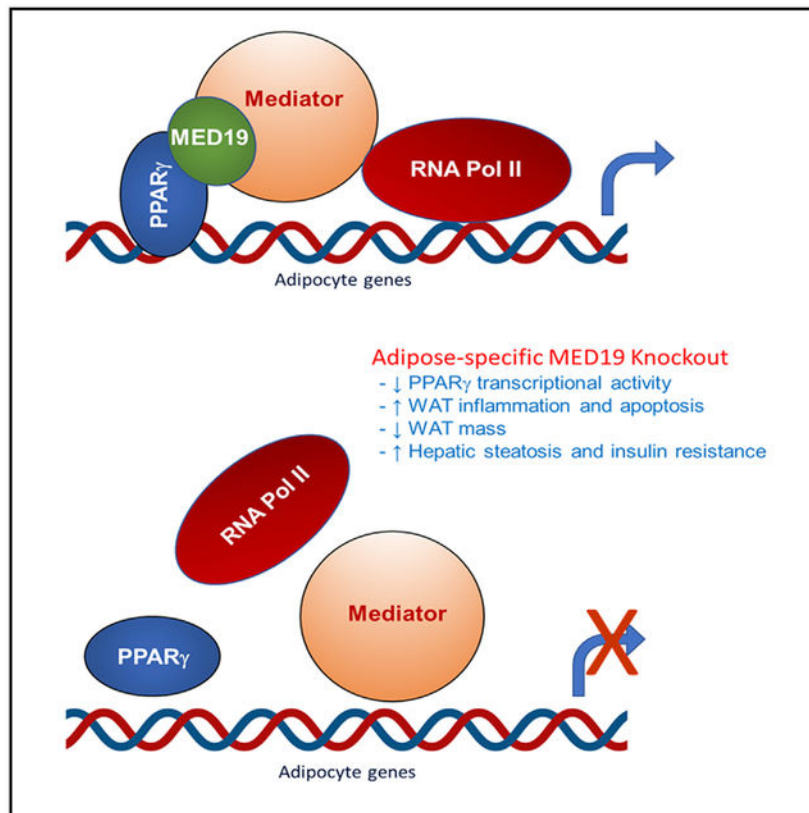 Mediator
MED19
PPARγ
RNA Pol II
Adipocyte genes
Adipose-specific MED19 Knockout
- ↓ PPARγ transcriptional activity
- ↑ WAT inflammation and apoptosis
- ↓ WAT mass
- ↑ Hepatic steatosis and insulin resistance
RNA Pol II
Mediator
PPARγ
Adipocyte genes